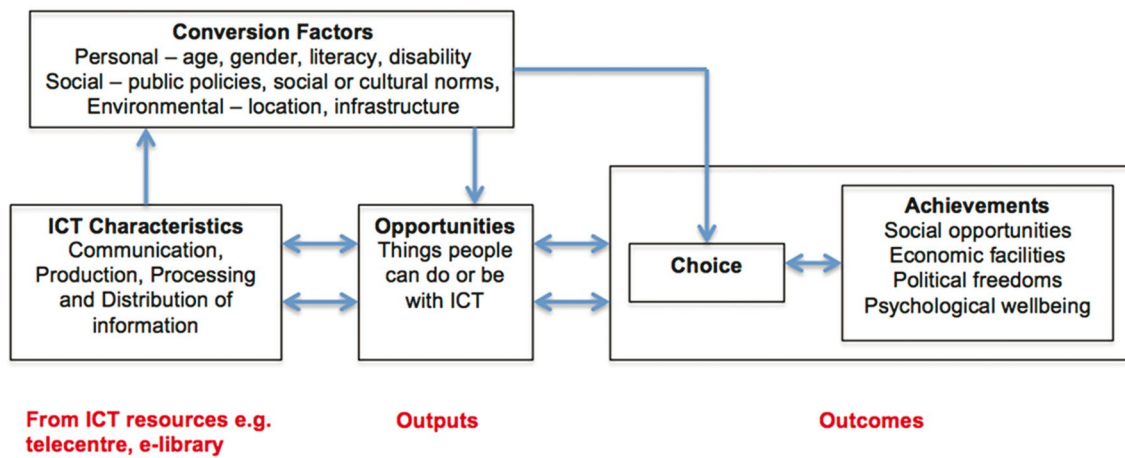 Conversion Factors
Personal – age, gender, literacy, disability
Social – public policies, social or cultural norms,
Environmental – location, infrastructure
ICT Characteristics
Communication,
Production, Processing
and Distribution of
information
Opportunities
Things people
can do or be
with ICT
Choice
Achievements
Social opportunities
Economic facilities
Political freedoms
Psychological wellbeing
From ICT resources e.g.
telecentre, e-library
Outputs
Outcomes